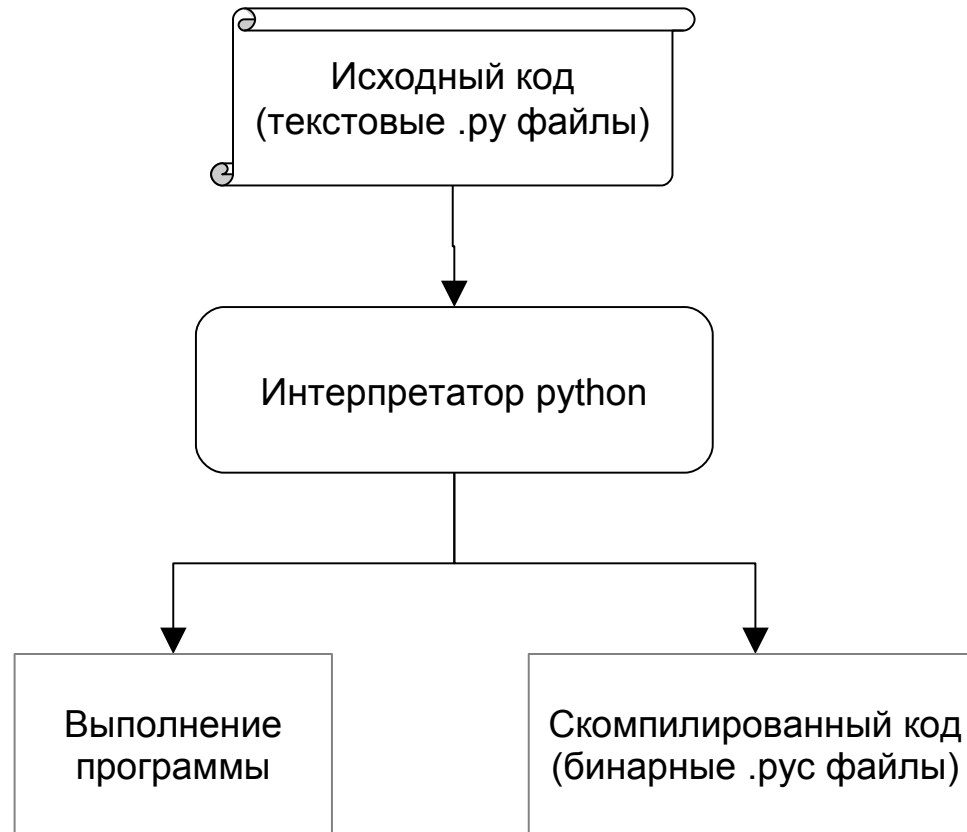 Исходный код
(текстовые .py файлы)
Интерпретатор python
Выполнение
программы
Скомпилированный код
(бинарные .pyc файлы)